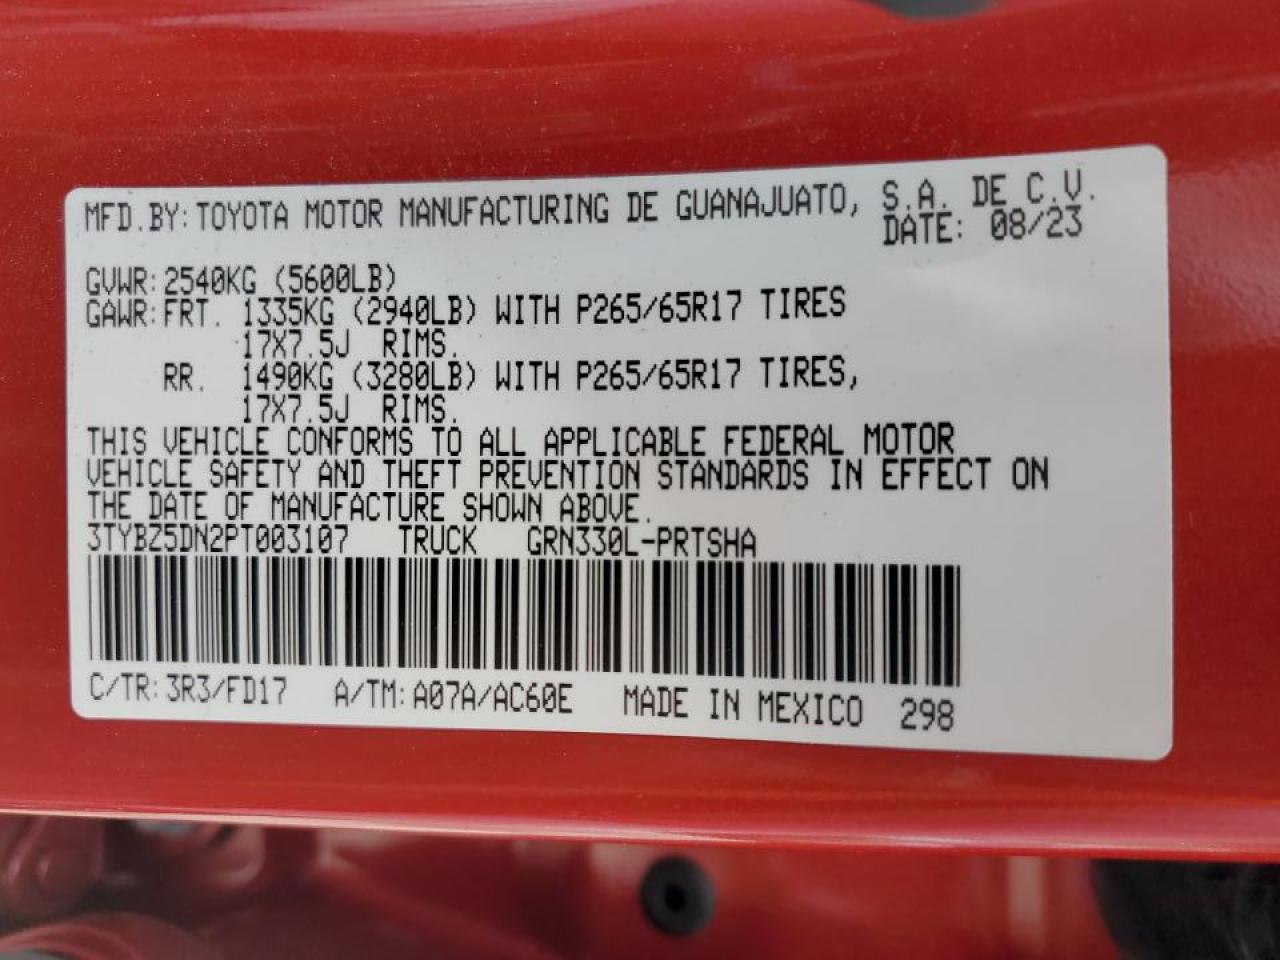 MFD.BY:TOYOTA MOTOR MANUFACTURING DE GUANAJUATO, S.A. DE C.V.
DATE: 08/23
GVWR:2540KG (5600LB)
GAWR:FRT. 1335KG (2940LB) WITH P265/65R17 TIRES
17X7.5J RIMS.
RR. 1490KG (3280LB) WITH P265/65R17 TIRES,
17X7.5J RIMS.
THIS VEHICLE CONFORMS TO ALL APPLICABLE FEDERAL MOTOR
VEHICLE SAFETY AND THEFT PREVENTION STANDARDS IN EFFECT ON
THE DATE OF MANUFACTURE SHOWN ABOVE.
3TYBZ5DN2PT003107 TRUCK GRN330L-PRTSHA
C/TR:3R3/FD17 A/TM:A07A/AC60E MADE IN MEXICO 298